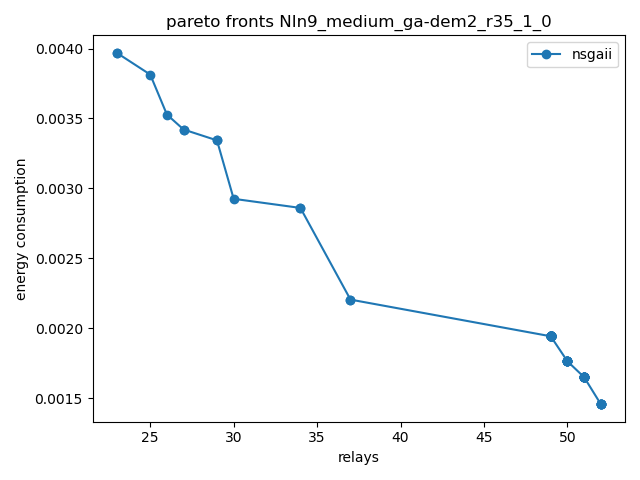 pareto fronts NIn9_medium_ga-dem2_r35_1_0
nsgaii
energy consumption
0.0040
0.0035
0.0030
0.0025
0.0020
0.0015
25 30 35 40 45 50
relays